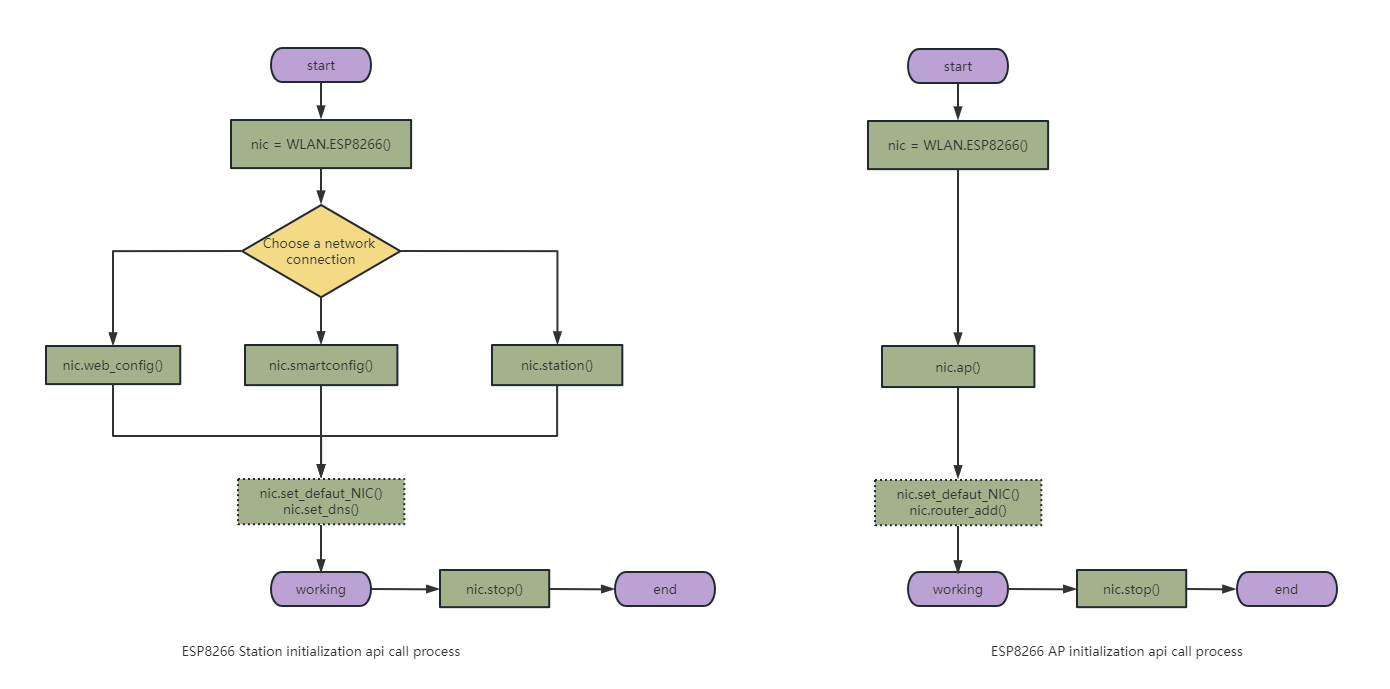 start
nic = WLAN.ESP8266()
Choose a network
connection
nic.web_config()
nic.smartconfig()
nic.station()
nic.set_defaut_NIC()
nic.set_dns()
working
nic.stop()
end
ESP8266 Station initialization api call process
start
nic = WLAN.ESP8266()
nic.ap()
nic.set_defaut_NIC()
nic.router_add()
working
nic.stop()
end
ESP8266 AP initialization api call process